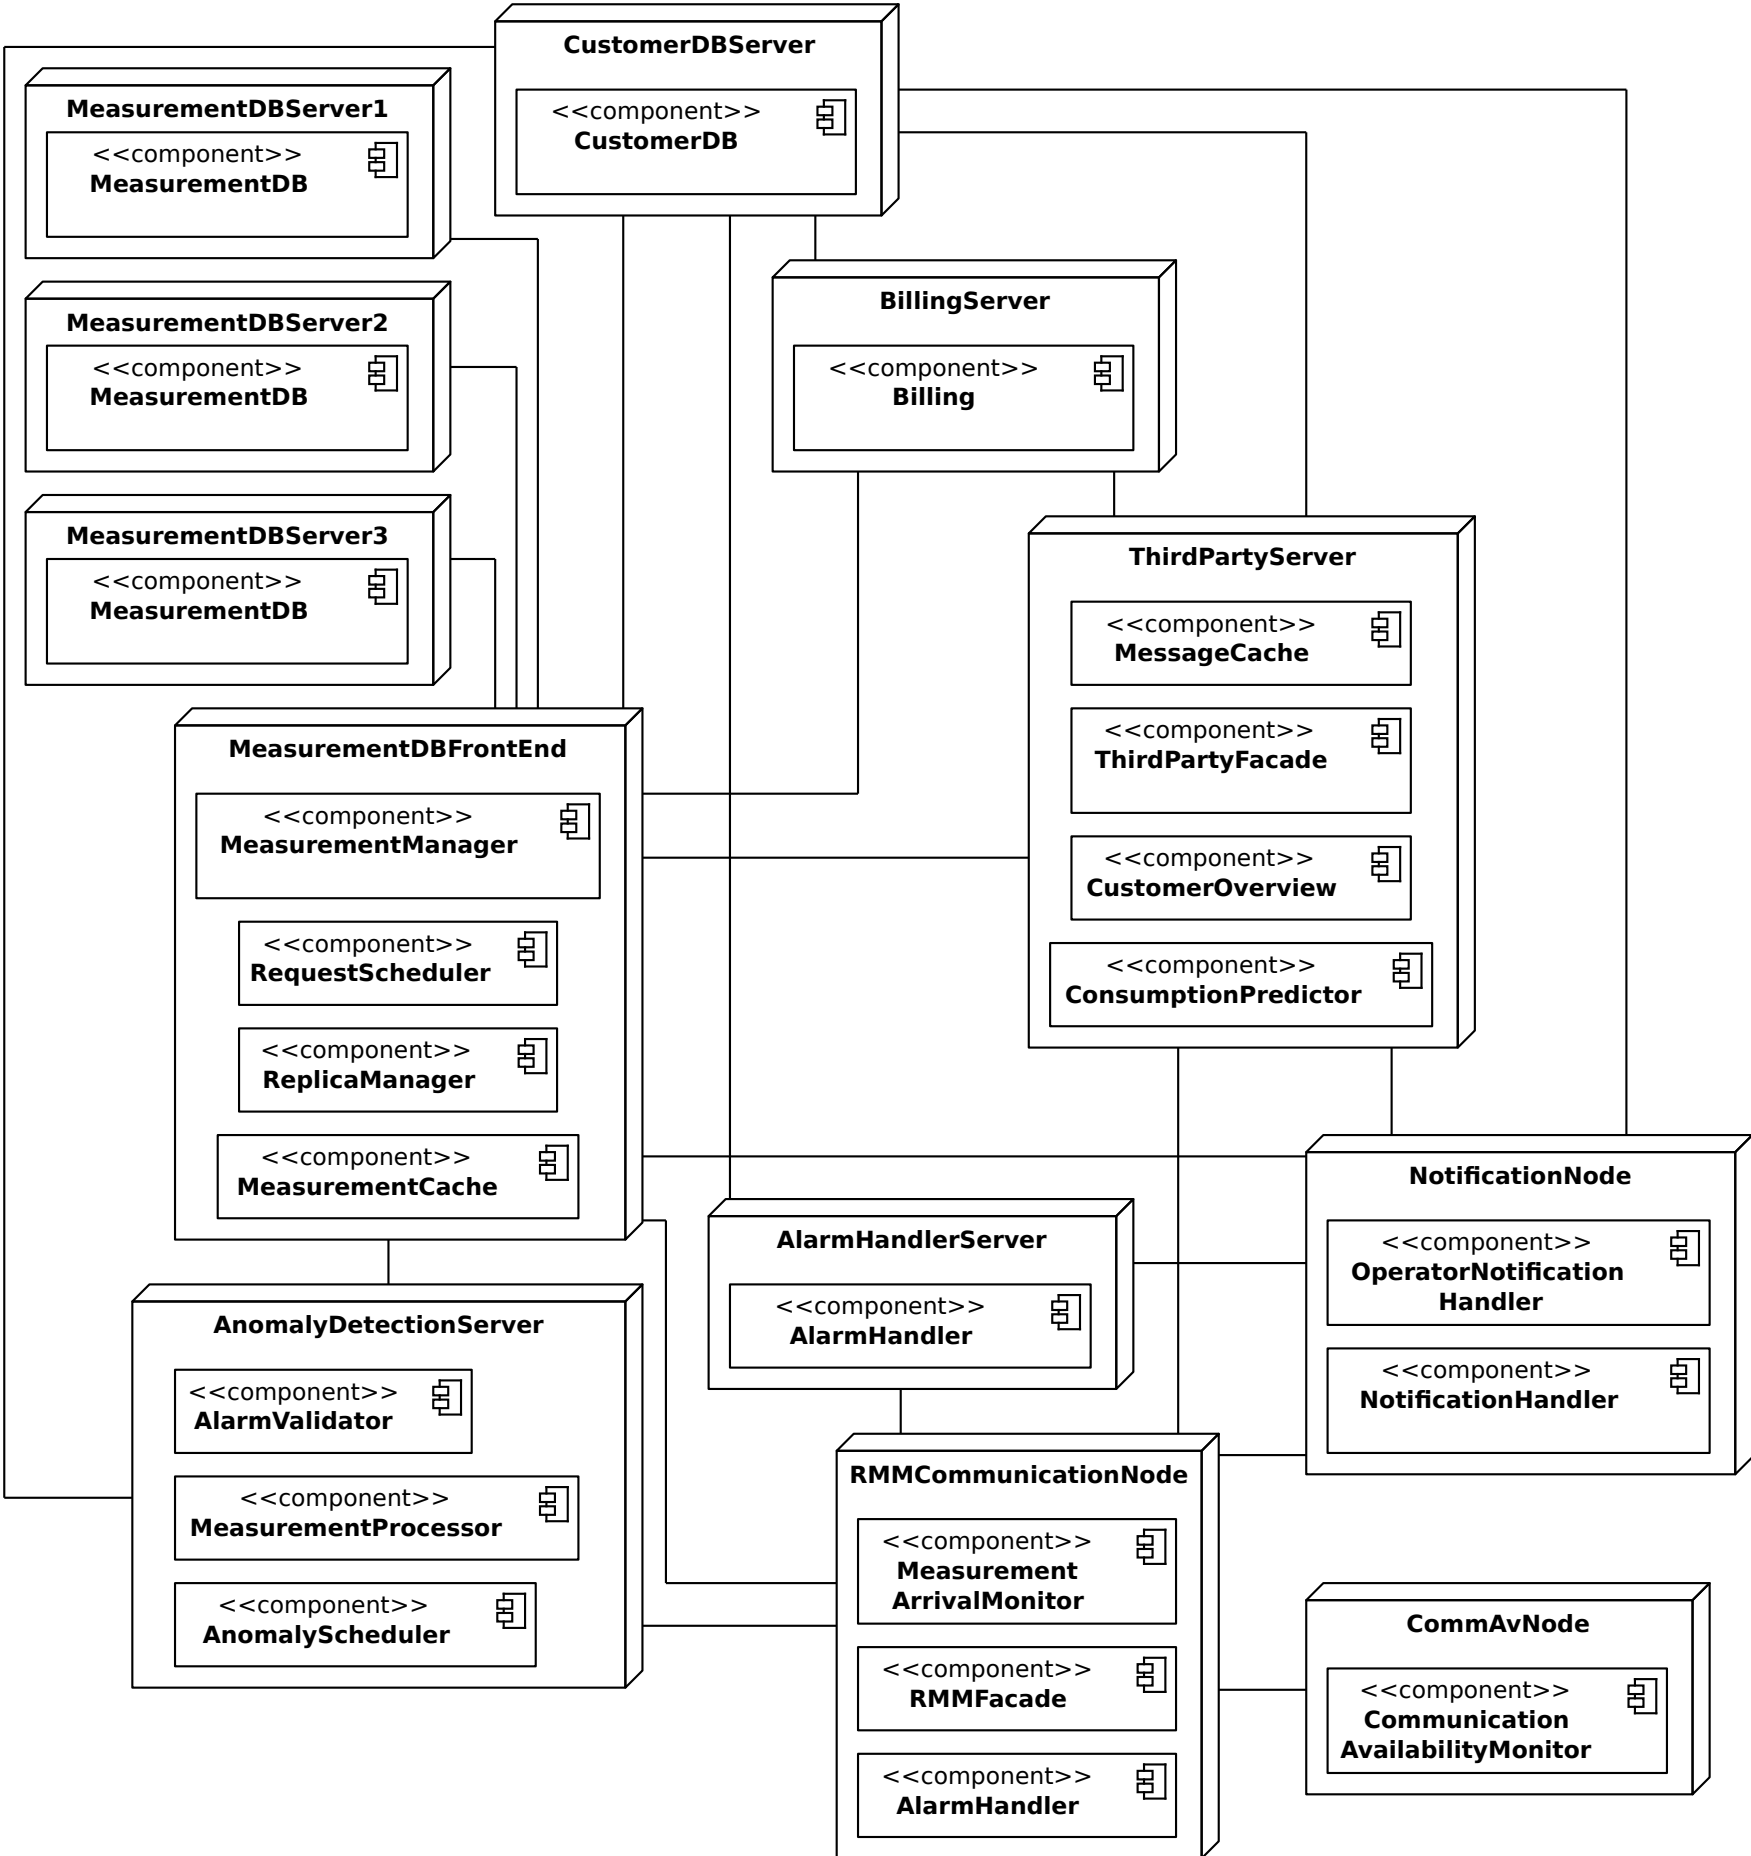 CustomerDBServer
<<component>>
CustomerDB
MeasurementDBServer1
<<component>>
MeasurementDB
MeasurementDBServer2
<<component>>
MeasurementDB
MeasurementDBServer3
<<component>>
MeasurementDB
BillingServer
<<component>>
Billing
ThirdPartyServer
<<component>>
MessageCache
<<component>>
ThirdPartyFacade
<<component>>
CustomerOverview
<<component>>
ConsumptionPredictor
MeasurementDBFrontEnd
<<component>>
MeasurementManager
<<component>>
RequestScheduler
<<component>>
ReplicaManager
<<component>>
MeasurementCache
NotificationNode
<<component>>
OperatorNotification
Handler
<<component>>
NotificationHandler
AlarmHandlerServer
<<component>>
AlarmHandler
AnomalyDetectionServer
<<component>>
AlarmValidator
<<component>>
MeasurementProcessor
<<component>>
AnomalyScheduler
RMMCommunicationNode
<<component>>
Measurement
ArrivalMonitor
<<component>>
RMMFacade
<<component>>
AlarmHandler
CommAvNode
<<component>>
Communication
AvailabilityMonitor